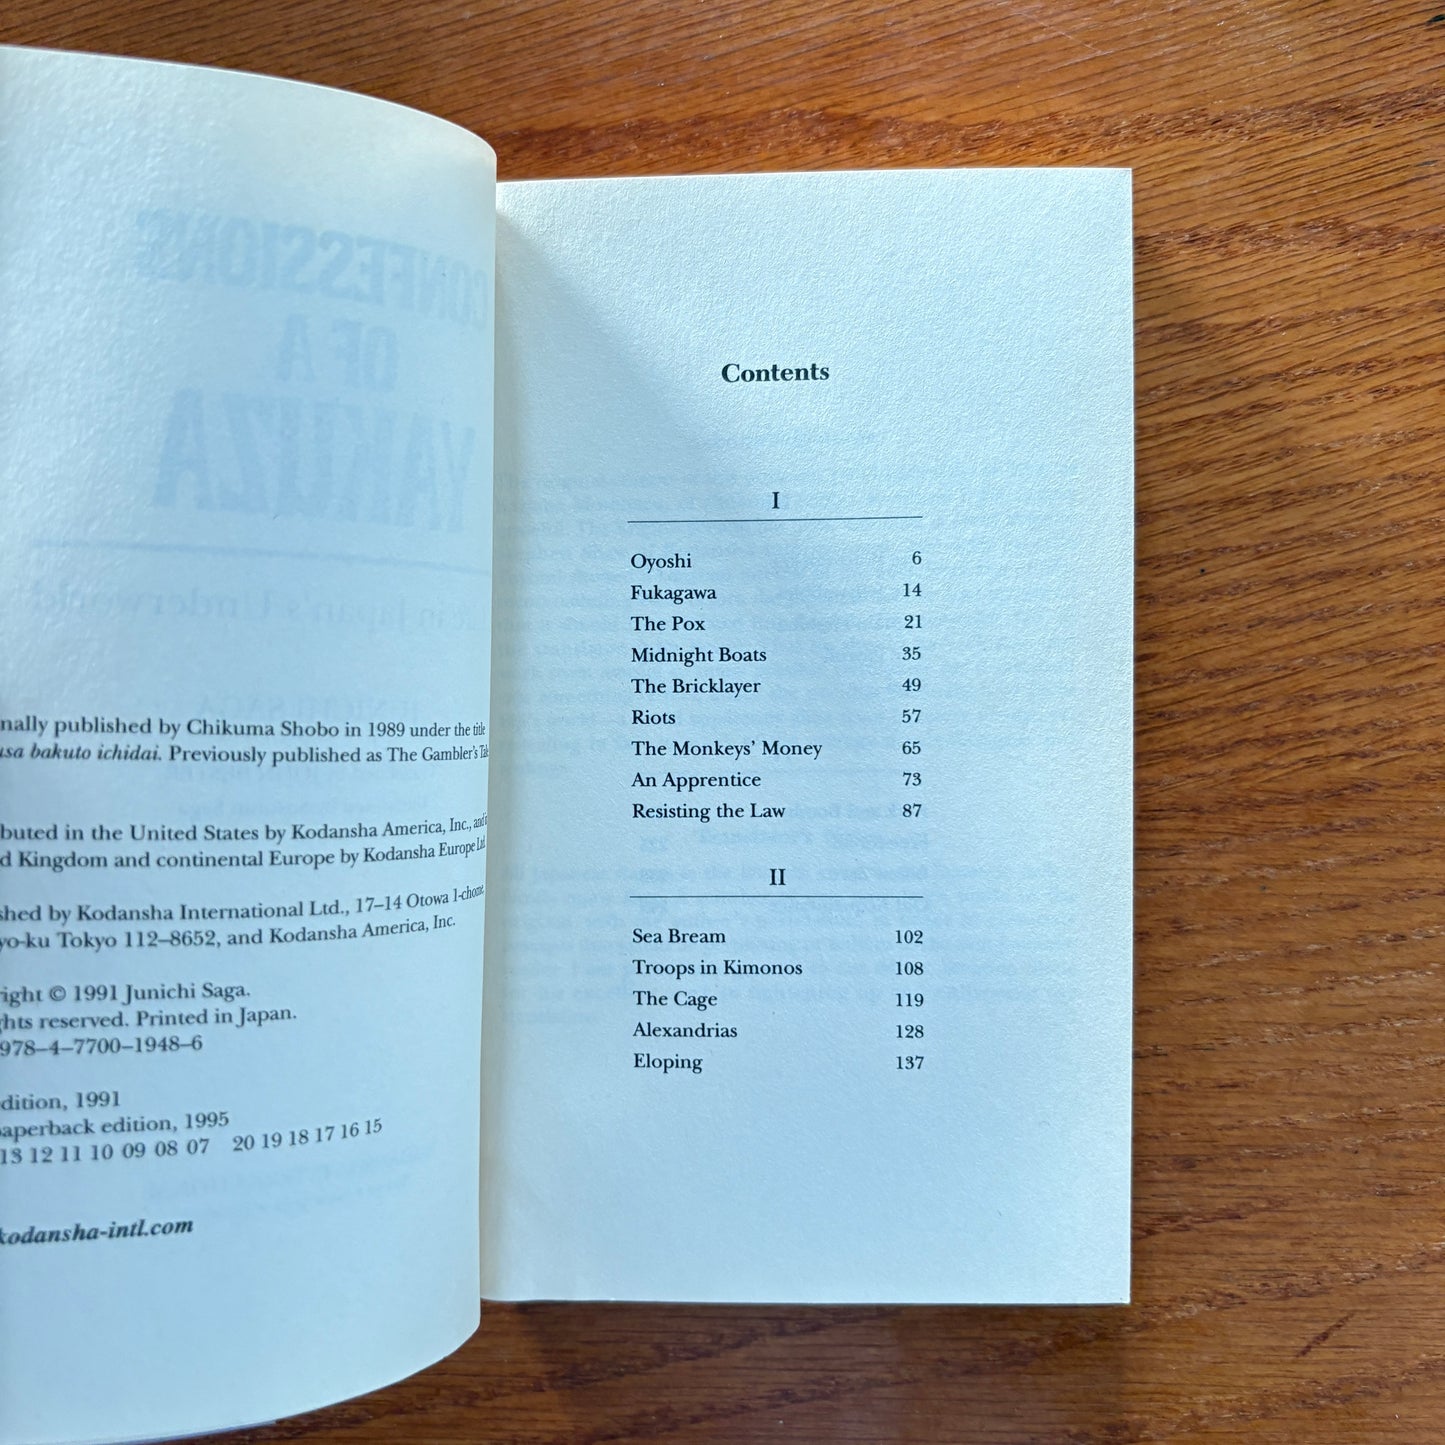 nally published by Chikuma Shobo in 1989 under the title
usa bakuto ichidai. Previously published as The Gambler's Tale
buted in the United States by Kodansha America, Inc., and in
d Kingdom and continental Europe by Kodansha Europe Ltd.
shed by Kodansha International Ltd., 17–14 Otowa 1-chome,
yo-ku Tokyo 112–8652, and Kodansha America, Inc.
right © 1991 Junichi Saga.
ghts reserved. Printed in Japan.
978–4–7700–1948–6
dition, 1991
paperback edition, 1995
13 12 11 10 09 08 07 20 19 18 17 16 15
kodansha-intl.com
Contents
I
Oyoshi 6
Fukagawa 14
The Pox 21
Midnight Boats 35
The Bricklayer 49
Riots 57
The Monkeys' Money 65
An Apprentice 73
Resisting the Law 87
II
Sea Bream 102
Troops in Kimonos 108
The Cage 119
Alexandrias 128
Eloping 137